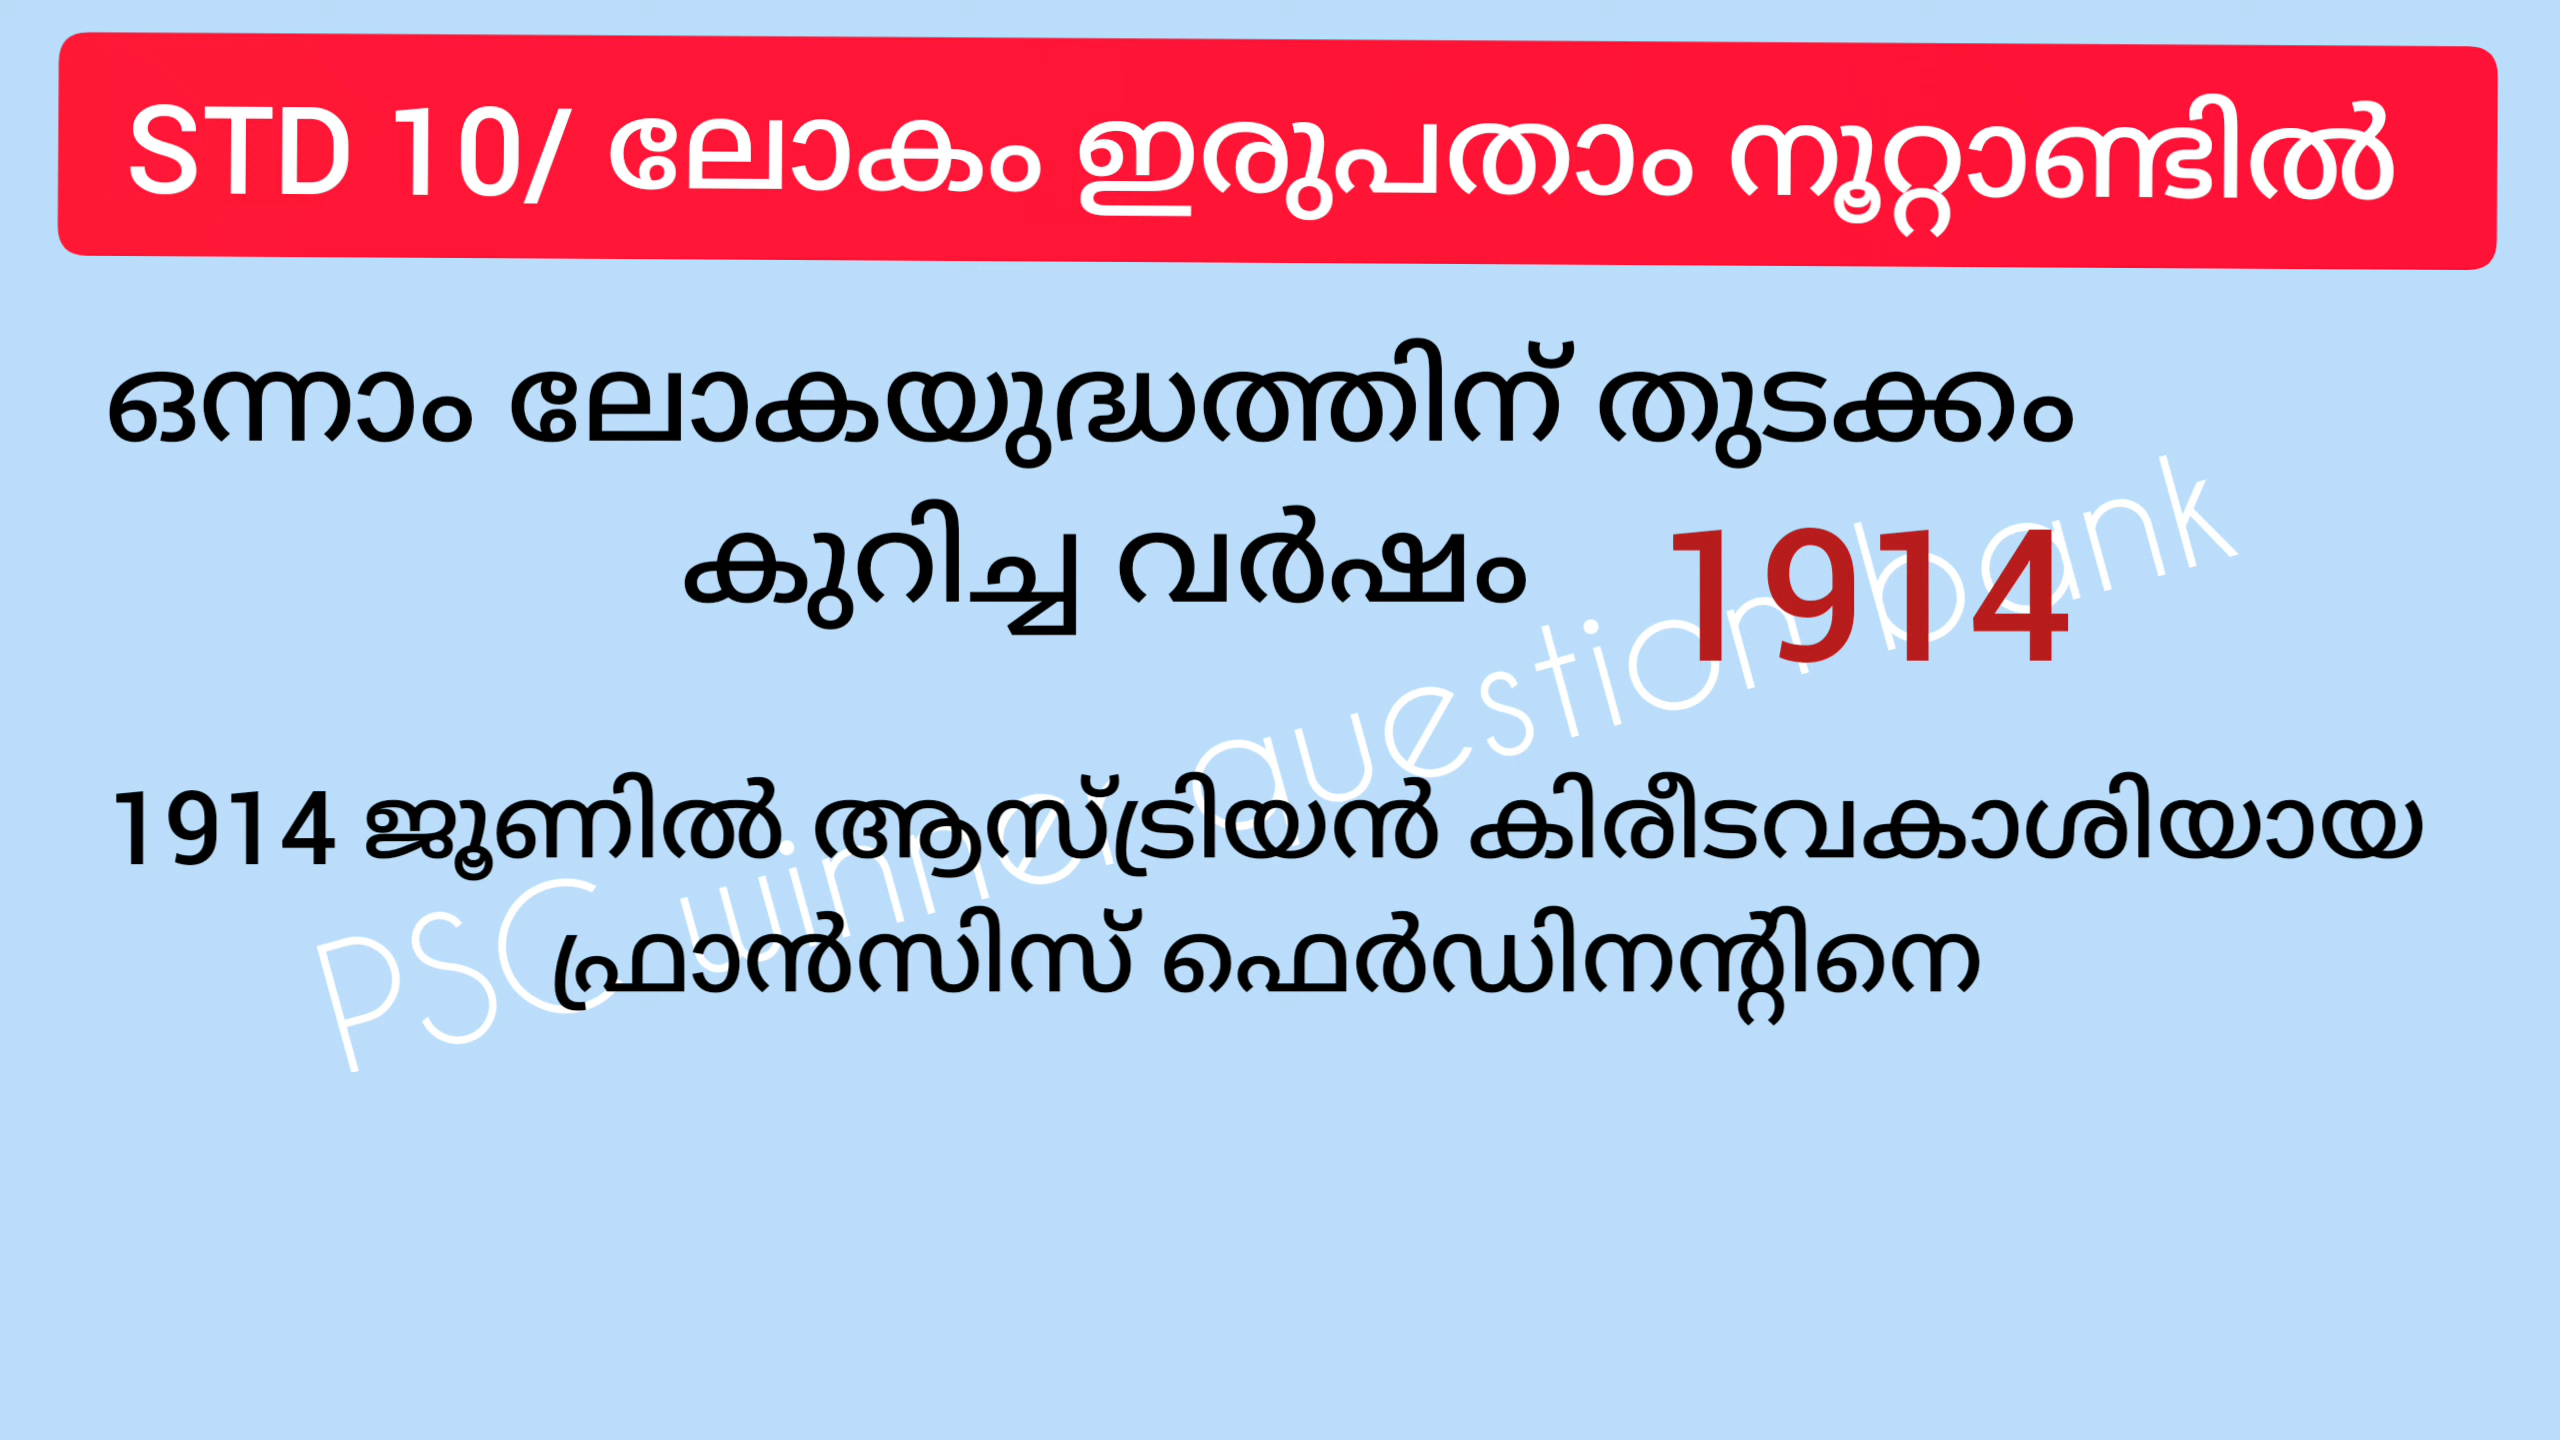 STD 10/ ലോകം ഇരുപതാം നൂറ്റാണ്ടിൽ
ഒന്നാം ലോകയുദ്ധത്തിന് തുടക്കം
കുറിച്ച വർഷം 1914
1914 ജൂണിൽ ആസ്ട്രിയൻ കിരീടവകാശിയായ
ഫ്രാൻസിസ് ഫെർഡിനന്റിനെ
PSC winner question bank